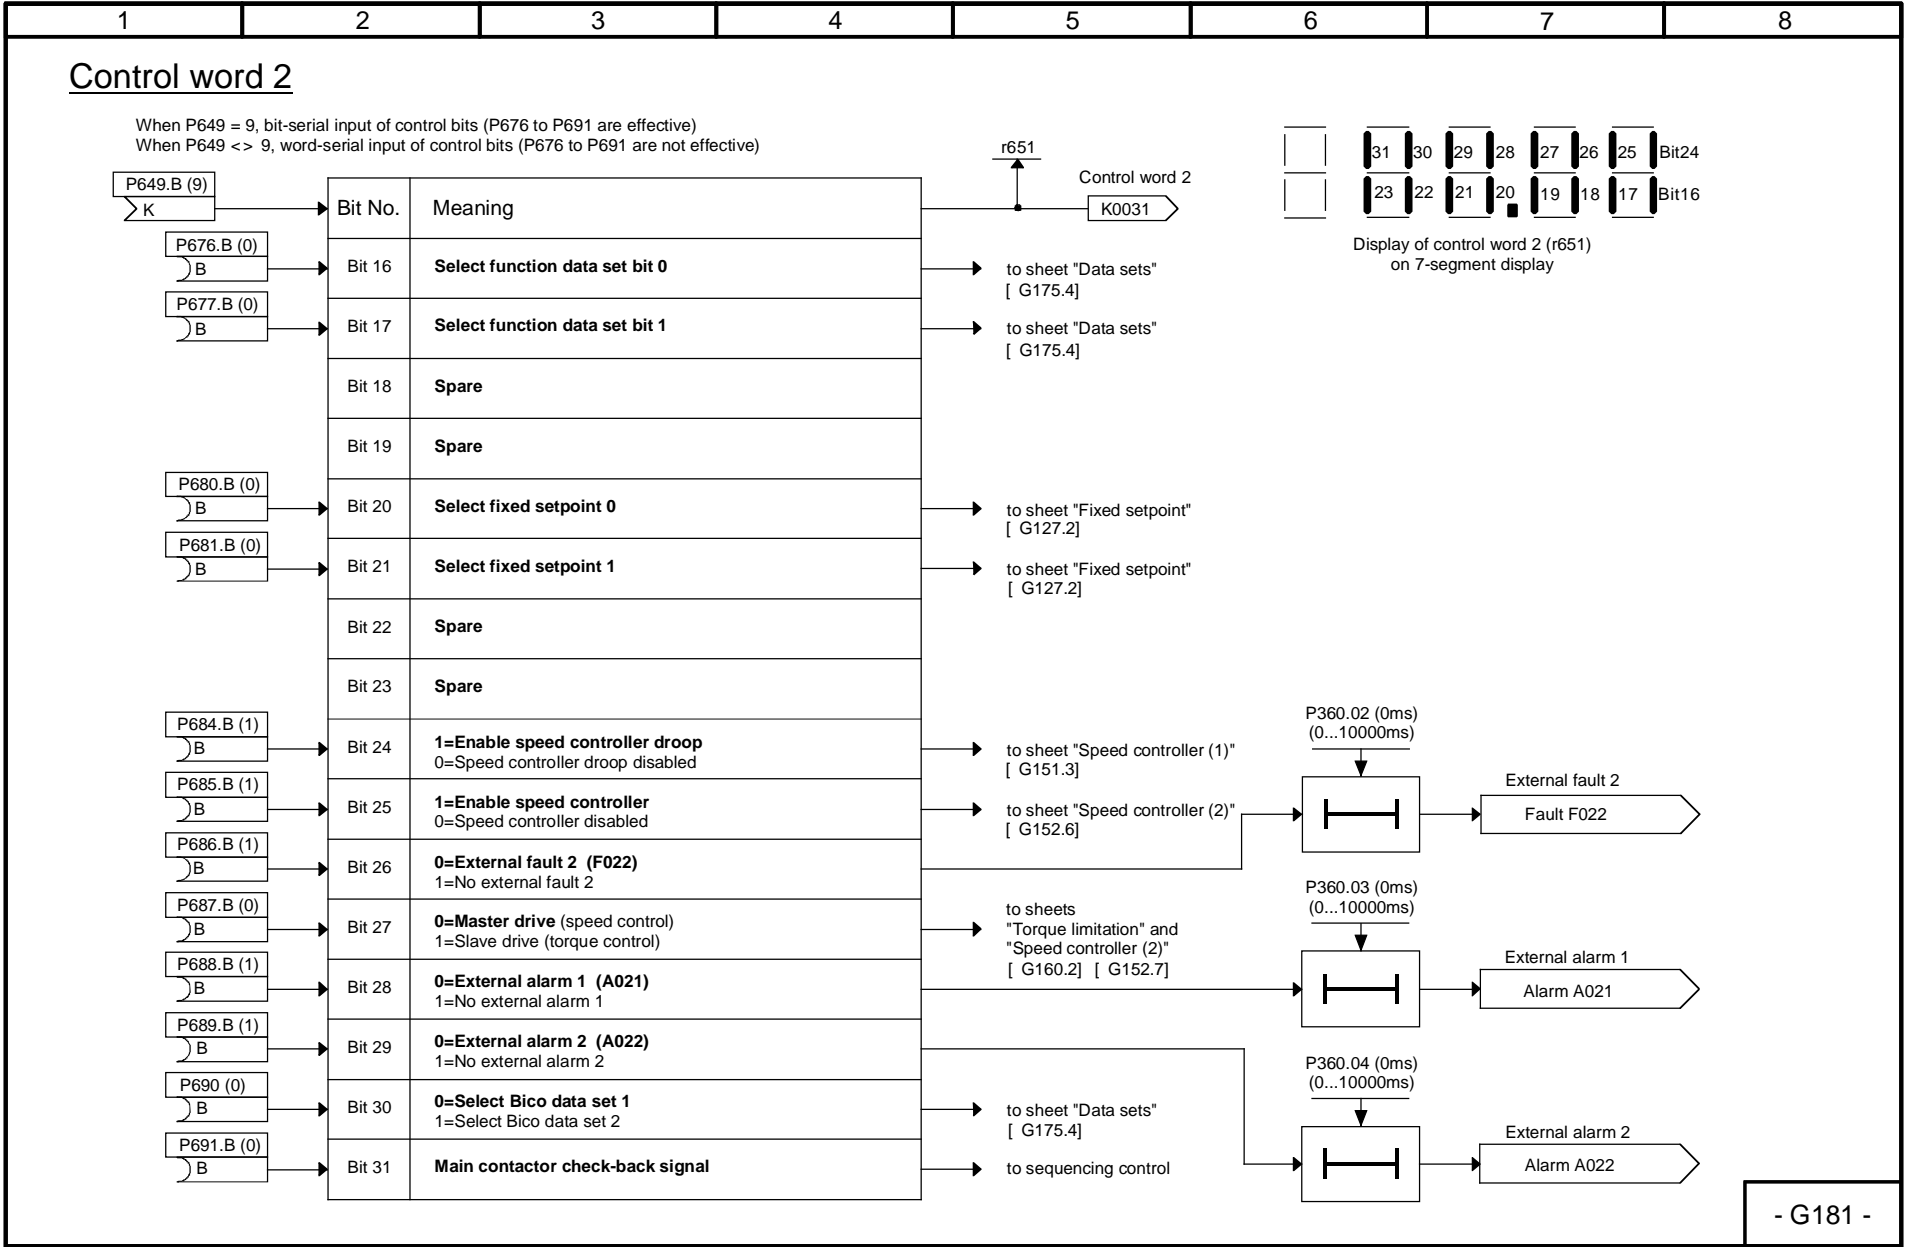 1 2 3 4 5 6 7 8
Control word 2
When P649 = 9, bit-serial input of control bits (P676 to P691 are effective)
When P649 <> 9, word-serial input of control bits (P676 to P691 are not effective)
r651
Control word 2
K0031
31 30 29 28 27 26 25 Bit24
23 22 21 20 19 18 17 Bit16
Display of control word 2 (r651)
on 7-segment display
P649.B (9)
K
Bit No. Meaning
P676.B (0)
B
Bit 16 Select function data set bit 0
to sheet "Data sets"
[ G175.4]
P677.B (0)
B
Bit 17 Select function data set bit 1
to sheet "Data sets"
[ G175.4]
Bit 18 Spare
Bit 19 Spare
P680.B (0)
B
Bit 20 Select fixed setpoint 0
to sheet "Fixed setpoint"
[ G127.2]
P681.B (0)
B
Bit 21 Select fixed setpoint 1
to sheet "Fixed setpoint"
[ G127.2]
Bit 22 Spare
Bit 23 Spare
P684.B (1)
B
Bit 24 1=Enable speed controller droop
0=Speed controller droop disabled
to sheet "Speed controller (1)"
[ G151.3]
P685.B (1)
B
Bit 25 1=Enable speed controller
0=Speed controller disabled
to sheet "Speed controller (2)"
[ G152.6]
P686.B (1)
B
Bit 26 0=External fault 2 (F022)
1=No external fault 2
P360.02 (0ms)
(0...10000ms)
External fault 2
Fault F022
P687.B (0)
B
Bit 27 0=Master drive (speed control)
1=Slave drive (torque control)
to sheets
"Torque limitation" and
"Speed controller (2)"
[ G160.2] [ G152.7]
P688.B (1)
B
Bit 28 0=External alarm 1 (A021)
1=No external alarm 1
P360.03 (0ms)
(0...10000ms)
External alarm 1
Alarm A021
P689.B (1)
B
Bit 29 0=External alarm 2 (A022)
1=No external alarm 2
P360.04 (0ms)
(0...10000ms)
External alarm 2
Alarm A022
P690 (0)
B
Bit 30 0=Select Bico data set 1
1=Select Bico data set 2
to sheet "Data sets"
[ G175.4]
P691.B (0)
B
Bit 31 Main contactor check-back signal
to sequencing control
- G181 -